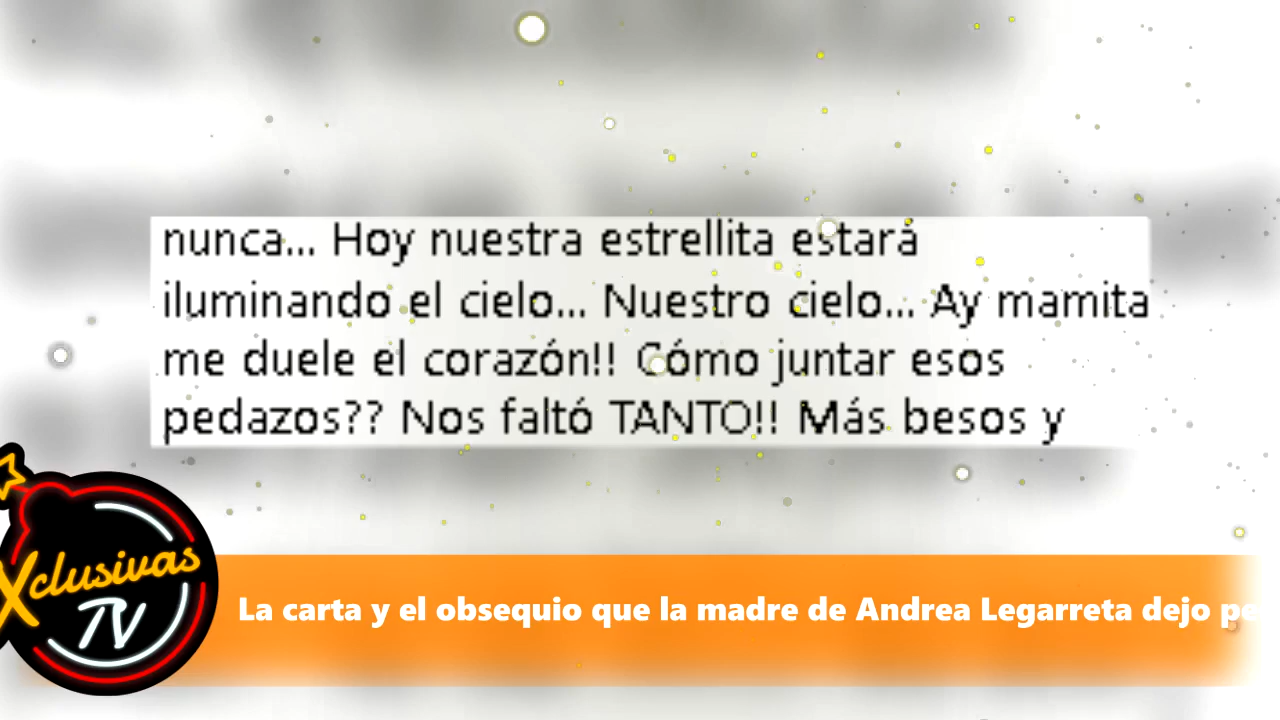 nunca... Hoy nuestra estrellita estará
iluminando el cielo... Nuestro cielo... Ay mamita
me duele el corazón!! Cómo juntar esos
pedazos?? Nos faltó TANTO!! Más besos y
Xclusivas
TV
La carta y el obsequio que la madre de Andrea Legarreta dejo